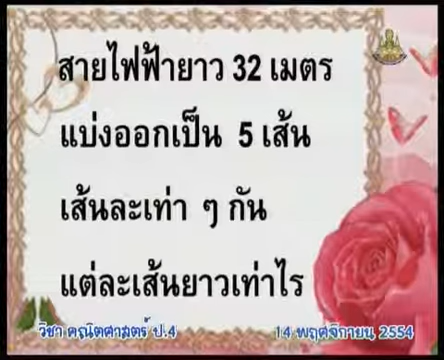 สายไฟฟ้ายาว 32 เมตร
แบ่งออกเป็น 5 เส้น
เส้นละเท่า ๆ กัน
แต่ละเส้นยาวเท่าไร
วิชา คณิตศาสตร์ ป.4
14 พฤศจิกายน 2554